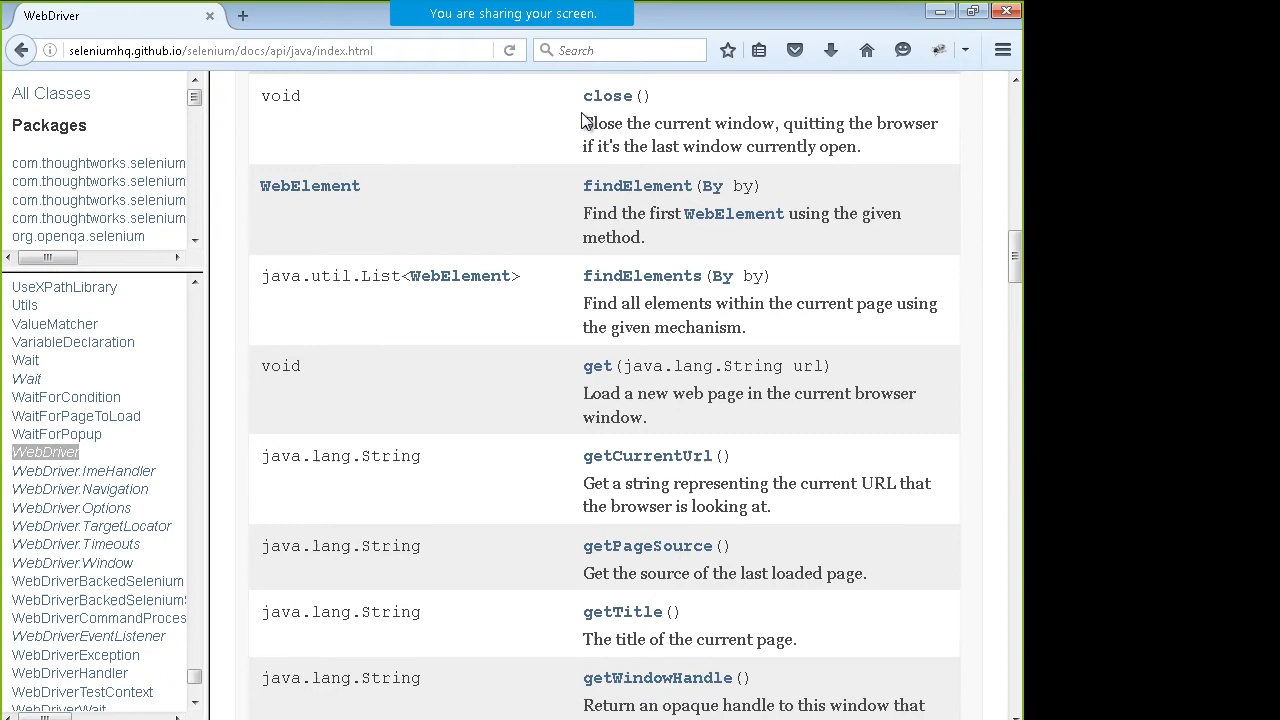 WebDriver
You are sharing your screen.
seleniumhq.github.io/selenium/docs/api/java/index.html
Search
All Classes
Packages
com.thoughtworks.selenium
com.thoughtworks.selenium
com.thoughtworks.selenium
com.thoughtworks.selenium
org.openqa.selenium
UseXPathLibrary
Utils
ValueMatcher
VariableDeclaration
Wait
Wait
WaitForCondition
WaitForPageToLoad
WaitForPopup
WebDriver
WebDriver.ImeHandler
WebDriver.Navigation
WebDriver.Options
WebDriver.TargetLocator
WebDriver.Timeouts
WebDriver.Window
WebDriverBackedSelenium
WebDriverBackedSeleniumS
WebDriverCommandProces
WebDriverEventListener
WebDriverException
WebDriverHandler
WebDriverTestContext
WebDriverWait
void close()
Close the current window, quitting the browser
if it's the last window currently open.
WebElement findElement(By by)
Find the first WebElement using the given
method.
java.util.List<WebElement> findElements(By by)
Find all elements within the current page using
the given mechanism.
void get(java.lang.String url)
Load a new web page in the current browser
window.
java.lang.String getCurrentUrl()
Get a string representing the current URL that
the browser is looking at.
java.lang.String getPageSource()
Get the source of the last loaded page.
java.lang.String getTitle()
The title of the current page.
java.lang.String getWindowHandle()
Return an opaque handle to this window that